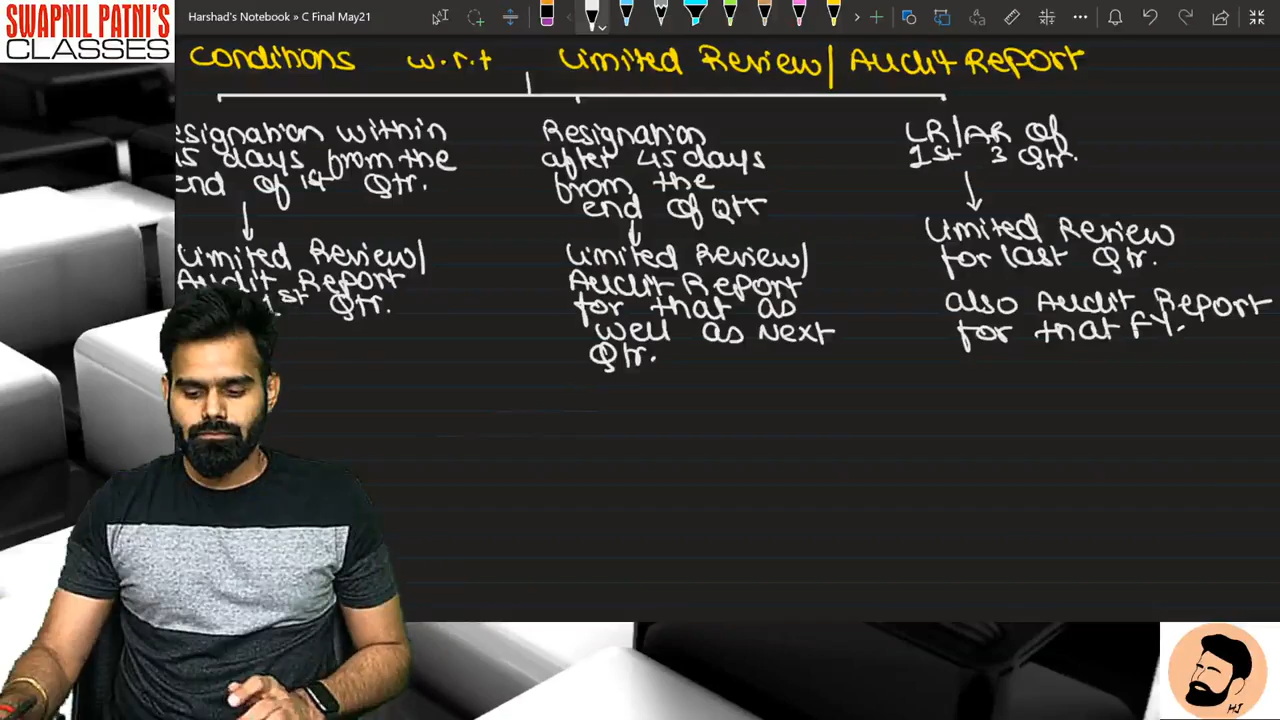 SWAPNIL PATNI'S
CLASSES
Harshad's Notebook » C Final May21
Conditions w.r.t Limited Review/Audit Report
esignation within
45 days from the
end of 1st Qtr.
Limited Review/
Audit Report
1st Qtr.
Resignation
after 45 days
from the
end of Qtr
Limited Review/
Audit Report
for that as
well as Next
Qtr.
LR/AR Of
1st 3 Qtr.
Limited Review
for last Qtr.
also Audit Report
for that FY.
HJ